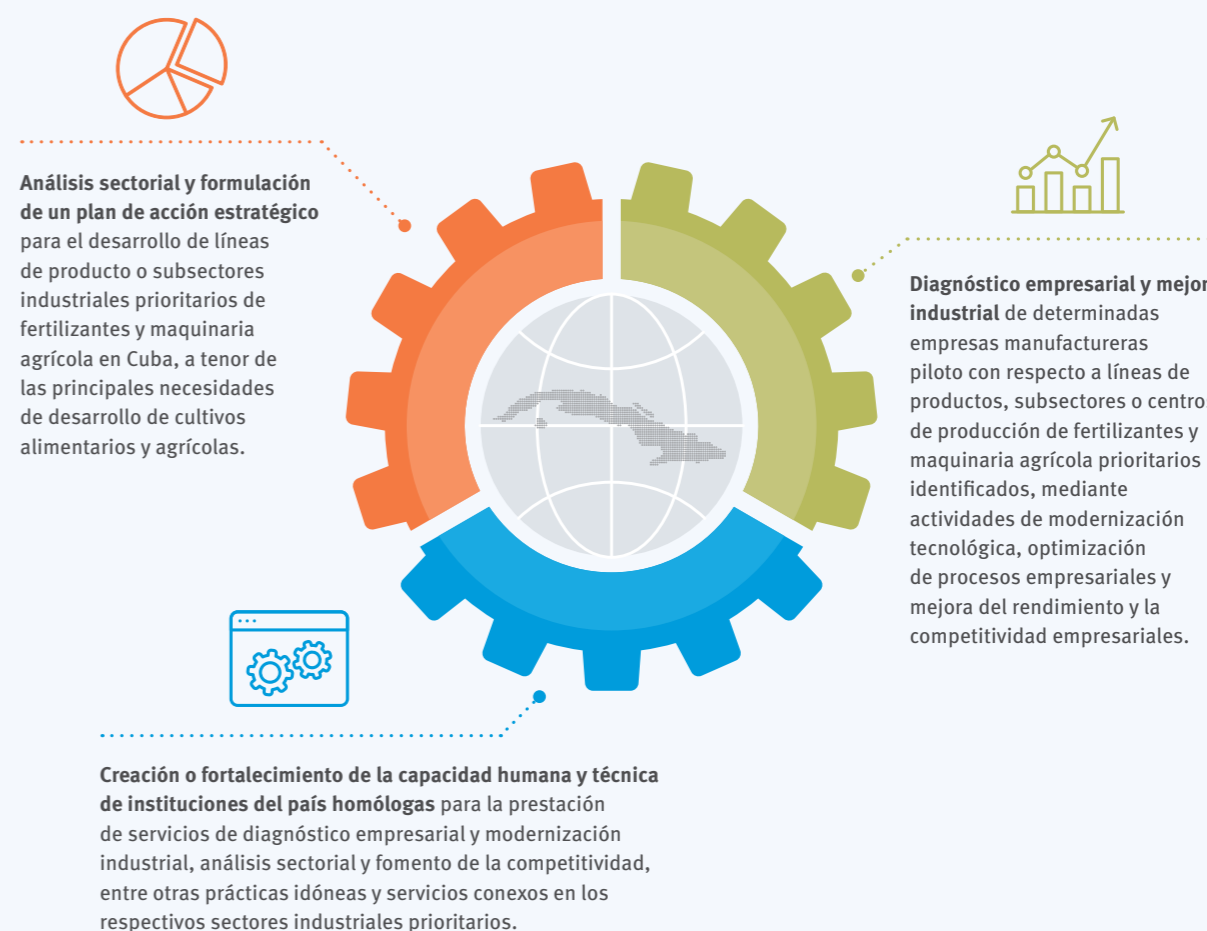 Análisis sectorial y formulación
de un plan de acción estratégico
para el desarrollo de líneas
de producto o subsectores
industriales prioritarios de
fertilizantes y maquinaria
agrícola en Cuba, a tenor de
las principales necesidades
de desarrollo de cultivos
alimentarios y agrícolas.
Diagnóstico empresarial y mejor
industrial de determinadas
empresas manufactureras
piloto con respecto a líneas de
productos, subsectores o centro
de producción de fertilizantes y
maquinaria agrícola prioritarios
identificados, mediante
actividades de modernización
tecnológica, optimización
de procesos empresariales y
mejora del rendimiento y la
competitividad empresariales.
Creación o fortalecimiento de la capacidad humana y técnica
de instituciones del país homólogas para la prestación
de servicios de diagnóstico empresarial y modernización
industrial, análisis sectorial y fomento de la competitividad,
entre otras prácticas idóneas y servicios conexos en los
respectivos sectores industriales prioritarios.